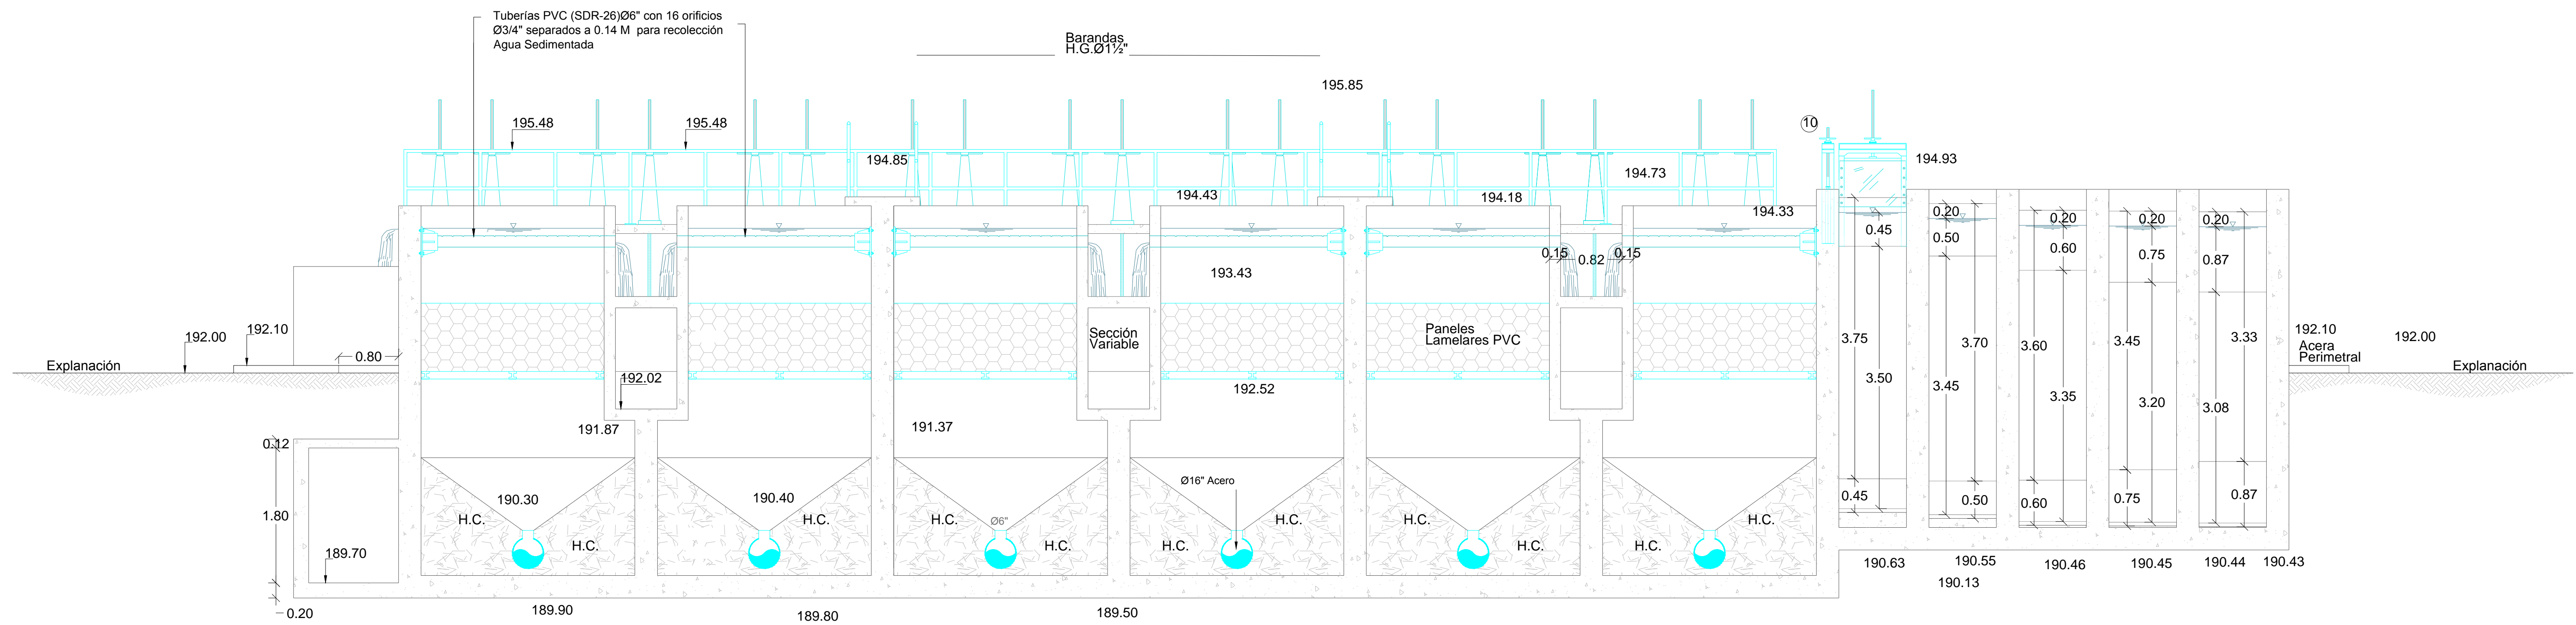 Tuberías PVC (SDR-26)Ø6" con 16 orificios
Ø3/4" separados a 0.14 M  para recolección
Agua Sedimentada
Barandas
H.G.Ø1½"
195.85
195.48
195.48
10
194.85
194.93
194.73
194.43
194.18
194.33
0.20
0.20
0.20
0.20
0.45
0.50
0.60
0.75
0.87
0.15
0.82
0.15
193.43
192.00
192.10
0.80
Explanación
Sección
Variable
Paneles
Lamelares PVC
3.75
3.50
3.70
3.45
3.60
3.35
3.45
3.20
3.33
3.08
192.10
Acera
Perimetral
192.00
Explanación
192.02
192.52
191.87
191.37
0.12
1.80
189.70
0.20
190.30
190.40
Ø16" Acero
Ø6"
H.C.
H.C.
H.C.
H.C.
H.C.
H.C.
H.C.
H.C.
H.C.
H.C.
H.C.
H.C.
0.45
0.50
0.60
0.75
0.87
190.63
190.55
190.13
190.46
190.45
190.44
190.43
189.90
189.80
189.50